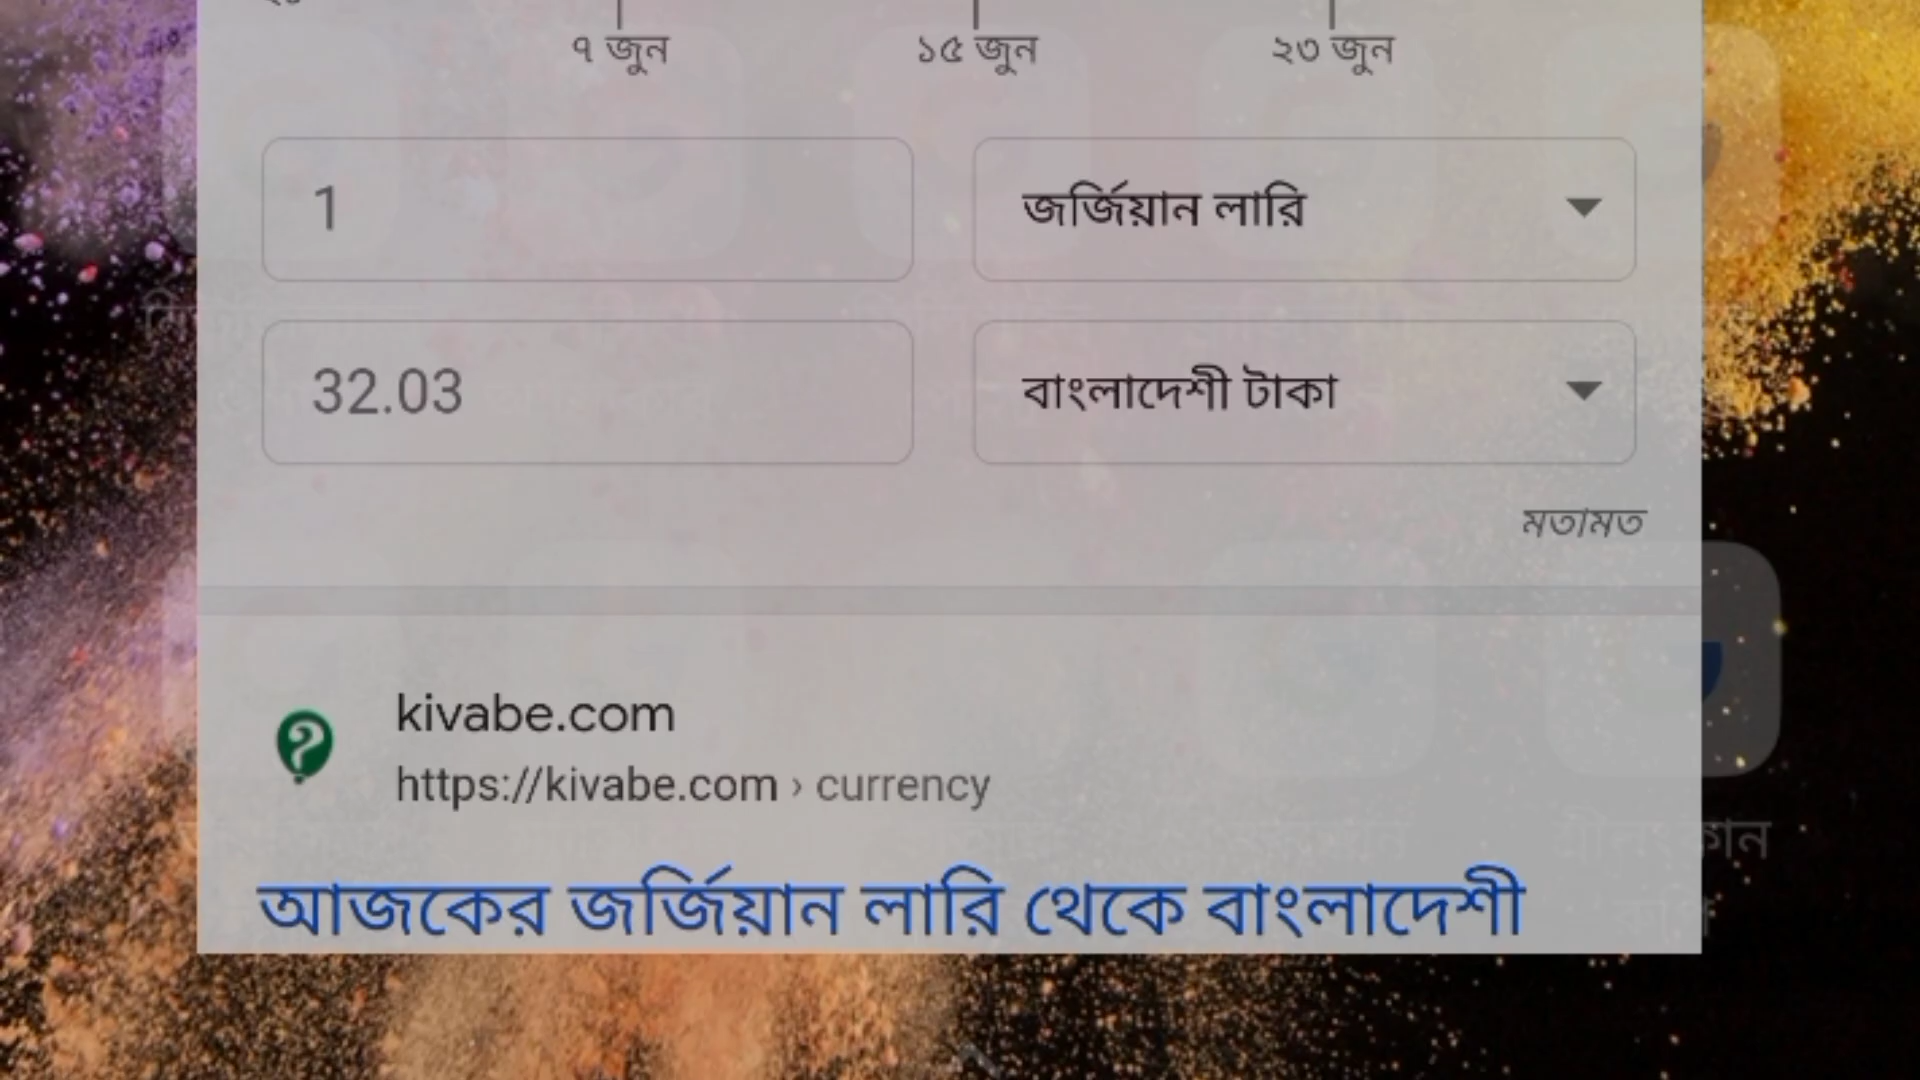 ৭ জুন ১৫ জুন ২৩ জুন
1 জর্জিয়ান লারি
32.03 বাংলাদেশী টাকা
মতামত
kivabe.com
https://kivabe.com › currency
আজকের জর্জিয়ান লারি থেকে বাংলাদেশী